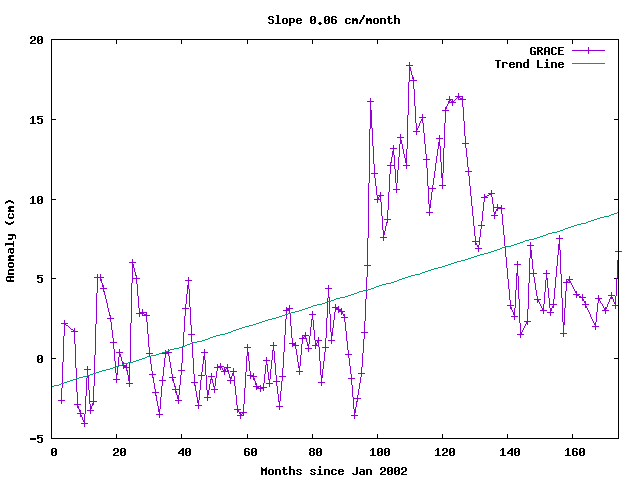 Slope 0.06 cm/month
GRACE
Trend Line
20
15
10
5
0
-5
Anomaly (cm)
0 20 40 60 80 100 120 140 160
Months since Jan 2002